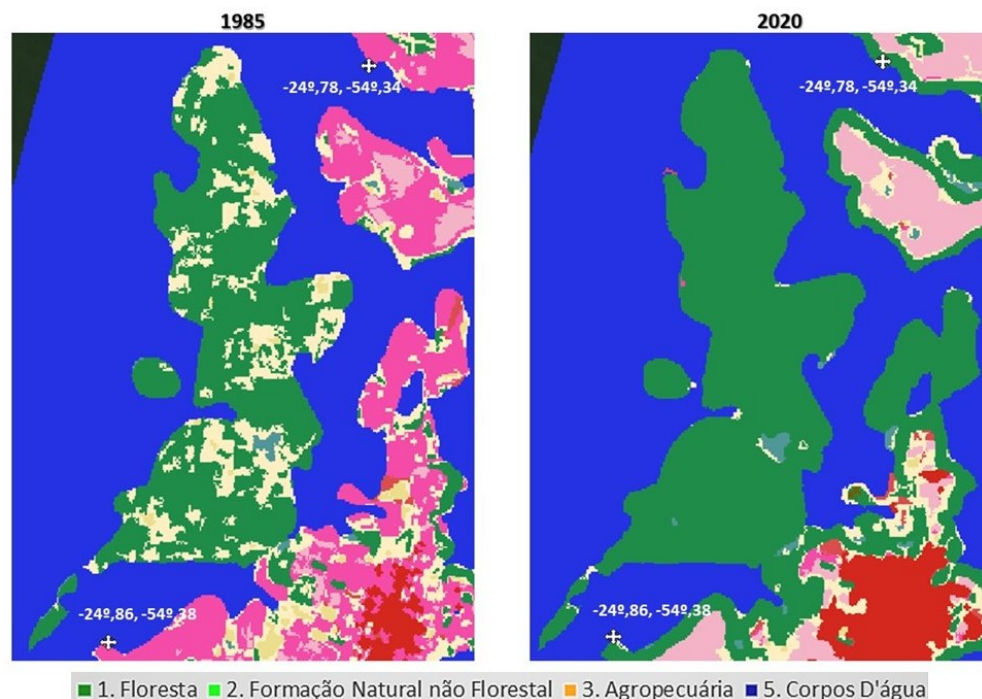 1985
2020
-24º,78, -54º,34
-24º,78, -54º,34
-24º,86, -54º,38
-24º,86, -54º,38
1. Floresta 2. Formação Natural não Florestal 3. Agropecuária 5. Corpos D'água